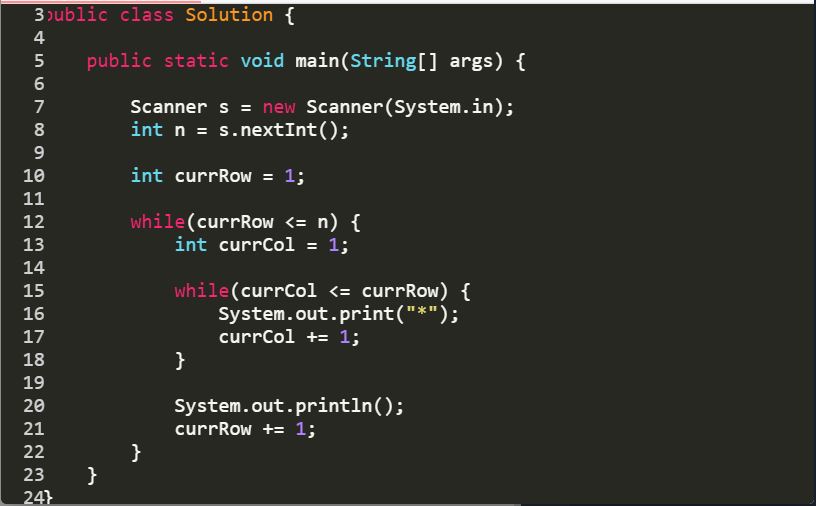 3 public class Solution {
4
5     public static void main(String[] args) {
6
7         Scanner s = new Scanner(System.in);
8         int n = s.nextInt();
9
10         int currRow = 1;
11
12         while(currRow <= n) {
13             int currCol = 1;
14
15             while(currCol <= currRow) {
16                 System.out.print("*");
17                 currCol += 1;
18             }
19
20             System.out.println();
21             currRow += 1;
22         }
23     }
24 }